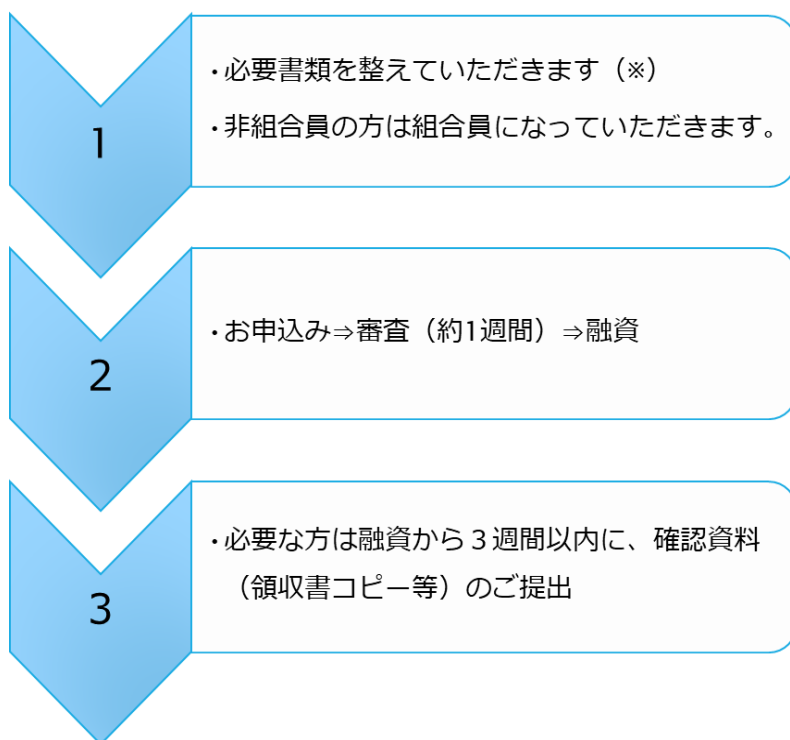 1
・必要書類を整えていただきます（※）
・非組合員の方は組合員になっていただきます。
2
・お申込み⇒審査（約1週間）⇒融資
3
・必要な方は融資から３週間以内に、確認資料
（領収書コピー等）のご提出